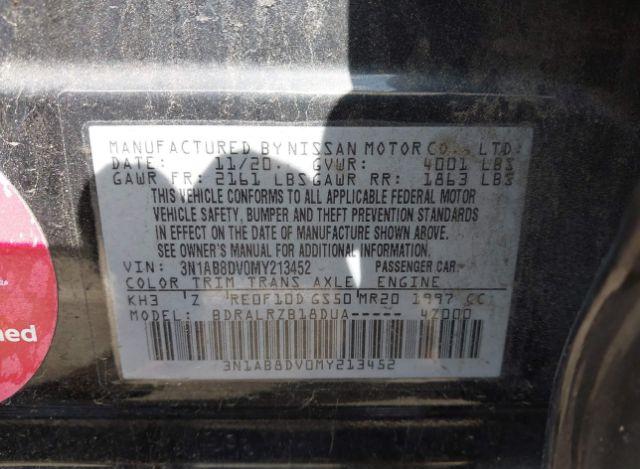 MANUFACTURED BY NISSAN MOTOR CO., LTD.
DATE: 11/20. GVWR: 4001 LBS
GAWR FR: 2161 LBS GAWR RR: 1863 LBS
THIS VEHICLE CONFORMS TO ALL APPLICABLE FEDERAL MOTOR
VEHICLE SAFETY, BUMPER AND THEFT PREVENTION STANDARDS
IN EFFECT ON THE DATE OF MANUFACTURE SHOWN ABOVE.
SEE OWNER'S MANUAL FOR ADDITIONAL INFORMATION.
VIN: 3N1AB8DV0MY213452 PASSENGER CAR
COLOR TRIM TRANS AXLE ENGINE
KH3 Z RE0F10D GS50 MR20 1997 CC
MODEL: BDRALRZB18DUA----- 4Z000
3N1AB8DV0MY213452
ned